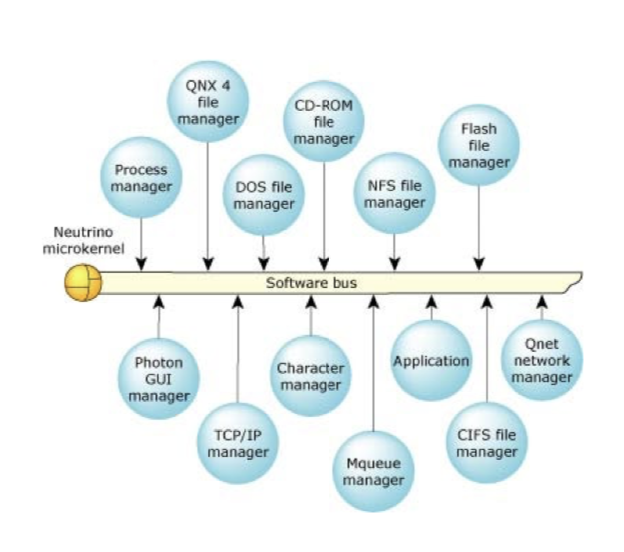 QNX 4
file
manager
CD-ROM
file
manager
Flash
file
manager
Process
manager
DOS file
manager
NFS file
manager
Neutrino
microkernel
Software bus
Photon
GUI
manager
Character
manager
Application
Qnet
network
manager
TCP/IP
manager
Mqueue
manager
CIFS file
manager